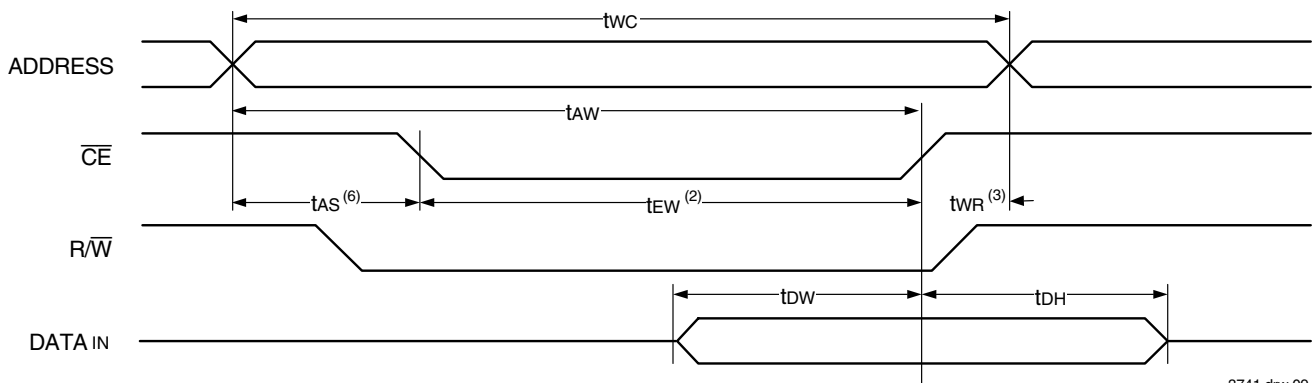 tWC
ADDRESS
tAW
CE
tAS (6)
tEW (2)
tWR (3)
R/W
tDW
tDH
DATA IN